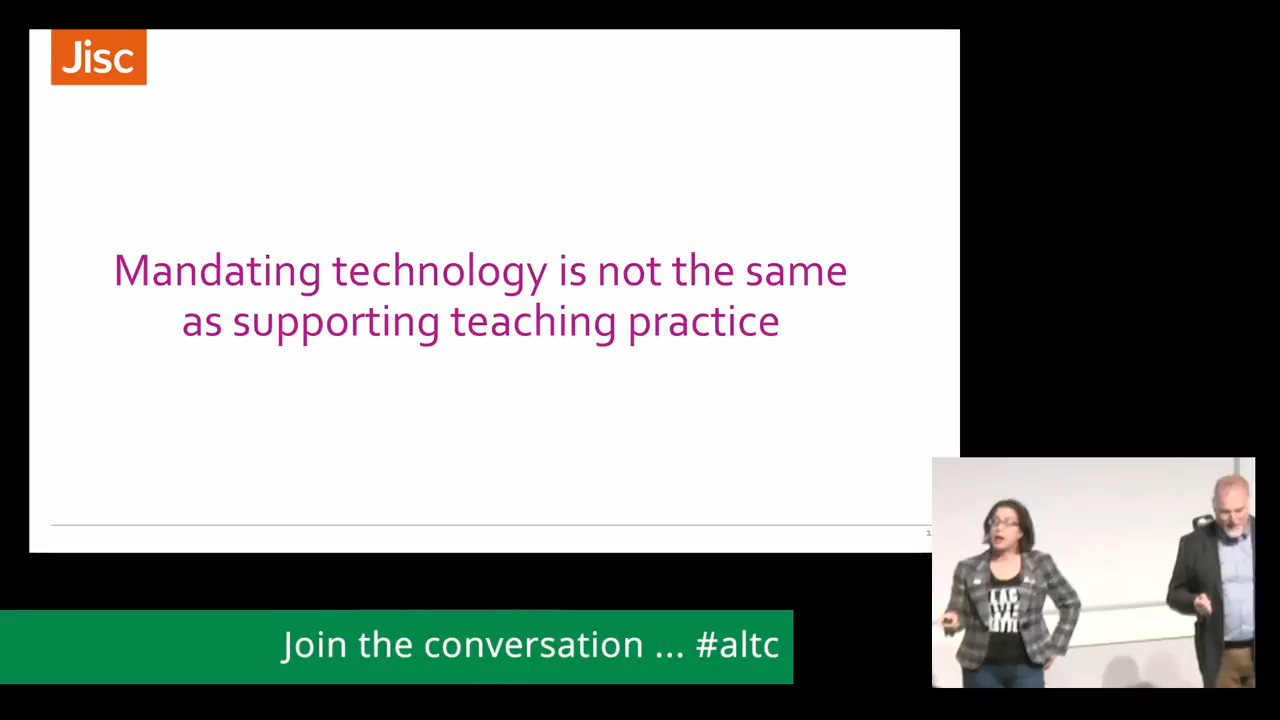 Jisc
Mandating technology is not the same
as supporting teaching practice
Join the conversation ... #altc